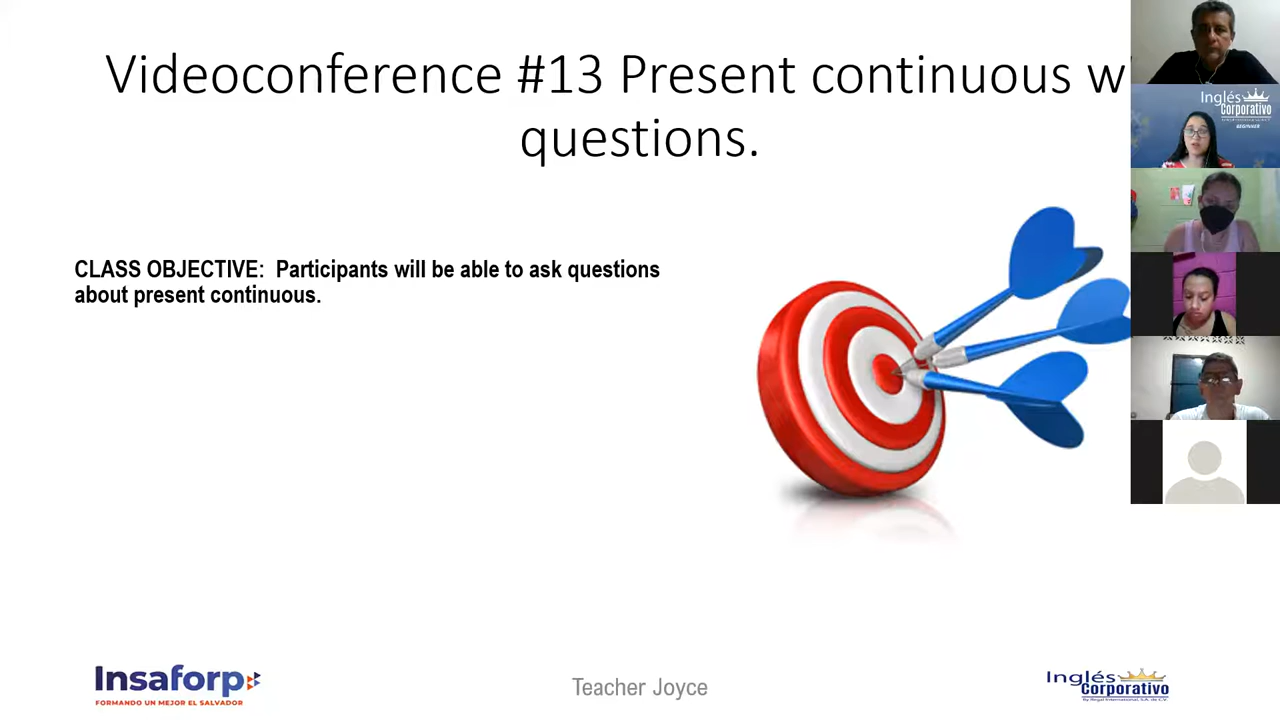 Videoconference #13 Present continuous w
questions.
CLASS OBJECTIVE: Participants will be able to ask questions
about present continuous.
Inglés
Corporativo
BEGINNER
Insaforp
FORMANDO UN MEJOR EL SALVADOR
Teacher Joyce
Inglés
Corporativo